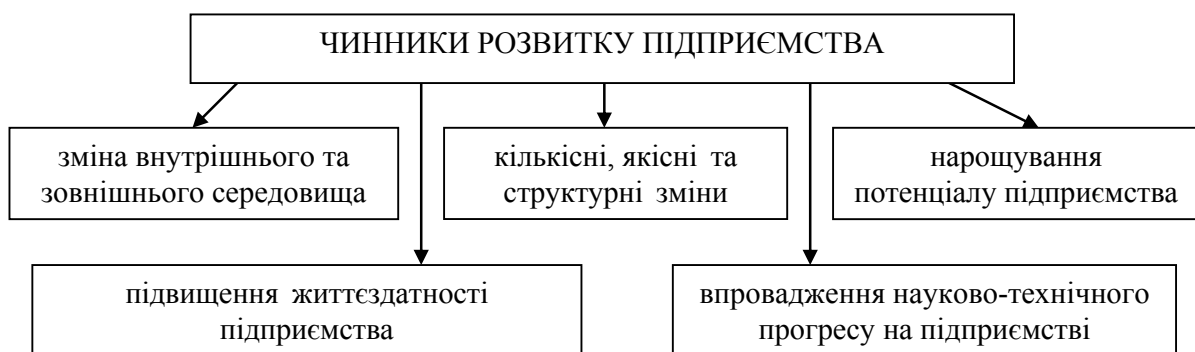 ЧИННИКИ РОЗВИТКУ ПІДПРИЄМСТВА
зміна внутрішнього та
зовнішнього середовища
кількісні, якісні та
структурні зміни
нарощування
потенціалу підприємства
підвищення життєздатності
підприємства
впровадження науково-технічного
прогресу на підприємстві